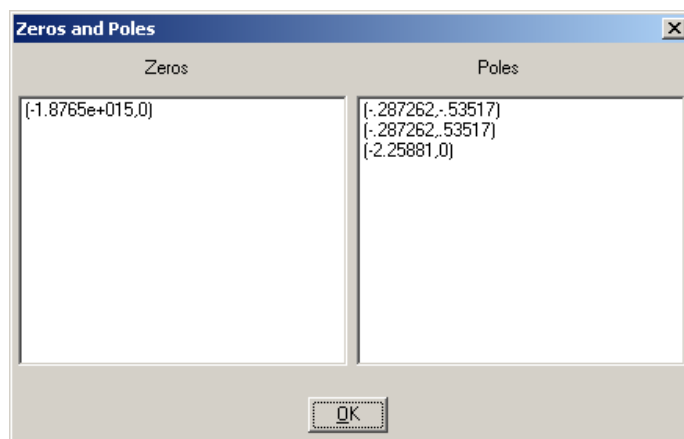 Zeros and Poles
Zeros
Poles
(-1.8765e+015,0)
(-.287262,-.53517)
(-.287262,.53517)
(-2.25881,0)
OK